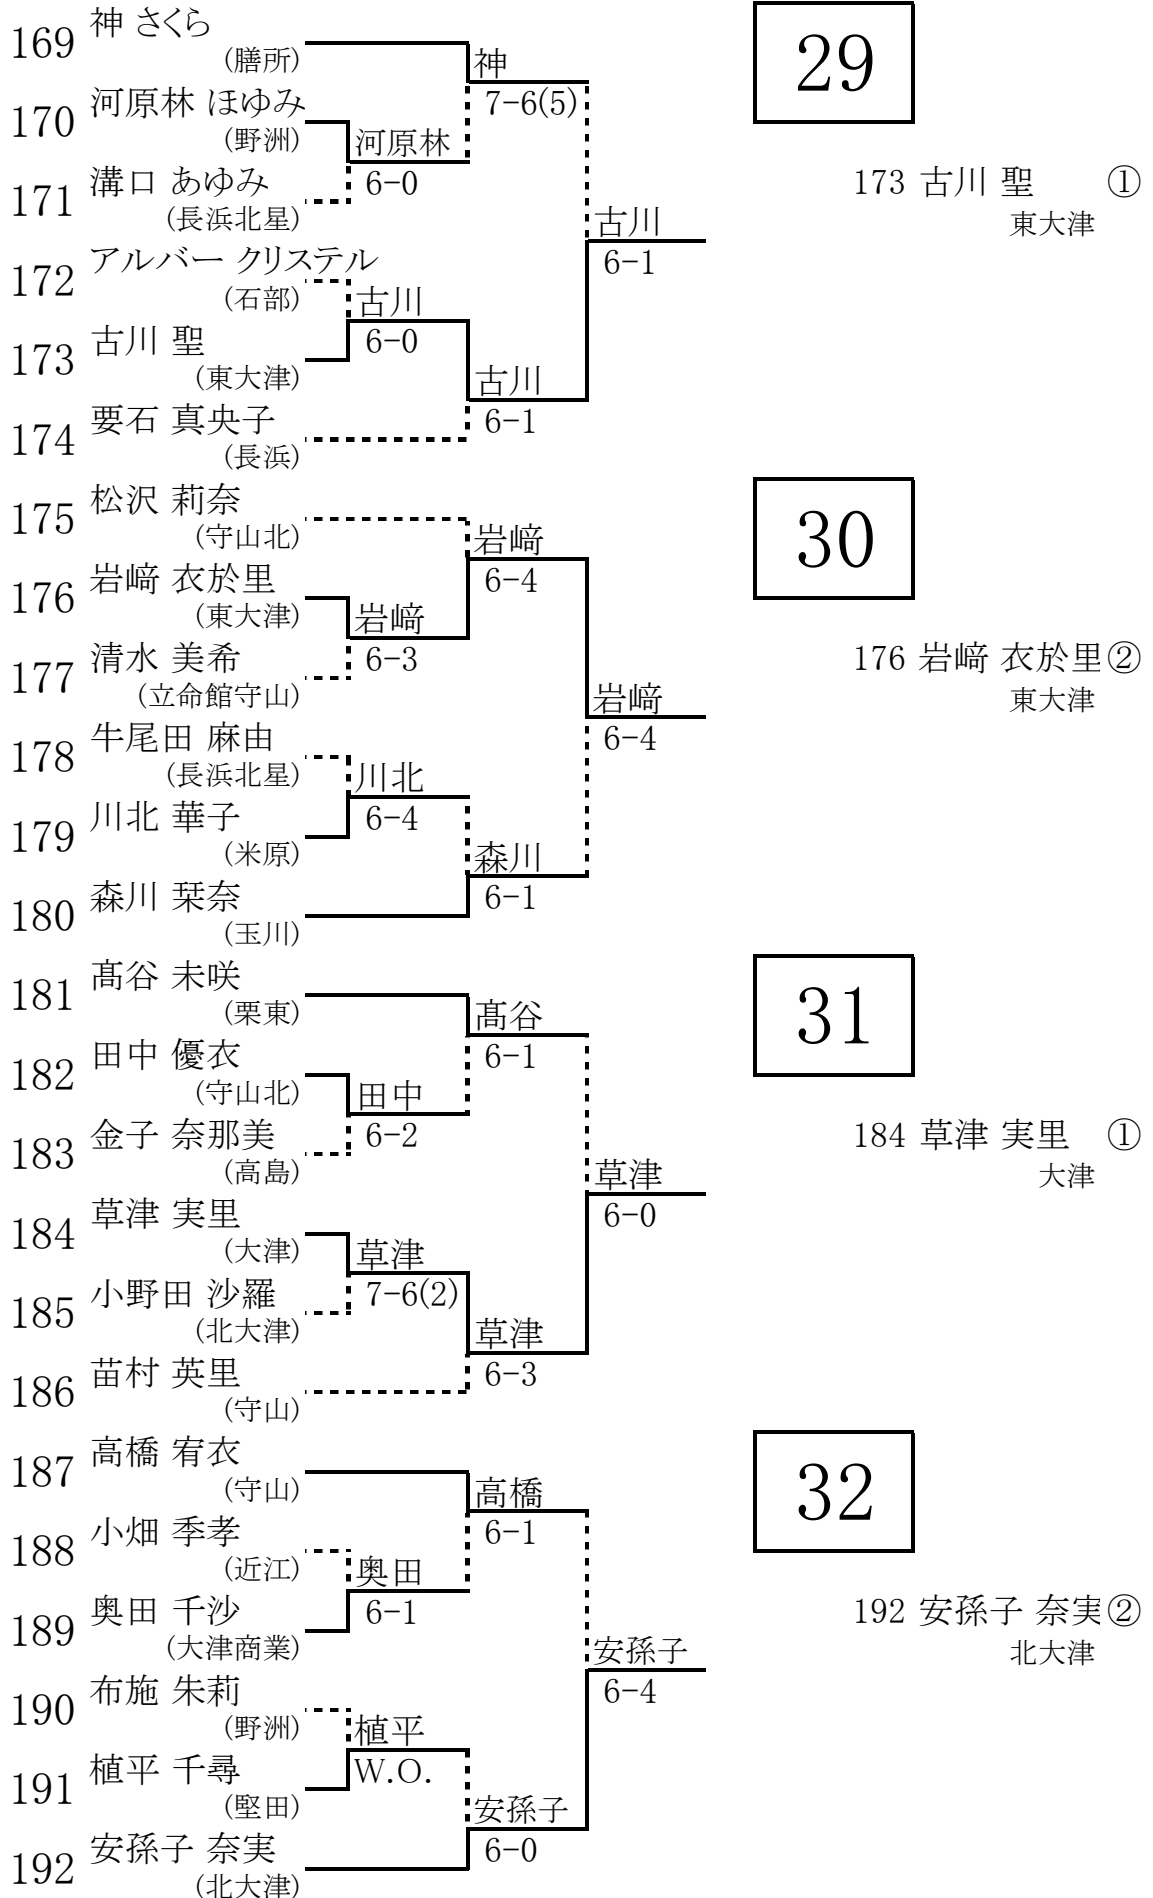 169 神 さくら
(膳所)
神
7-6(5)
170 河原林 ほゆみ
(野洲)
河原林
6-0
171 溝口 あゆみ
(長浜北星)
古川
6-1
172 アルバー クリステル
(石部)
古川
6-0
173 古川 聖
(東大津)
古川
6-1
174 要石 真央子
(長浜)
29
173 古川 聖 ①
東大津
175 松沢 莉奈
(守山北)
岩﨑
6-4
176 岩﨑 衣於里
(東大津)
岩﨑
6-3
177 清水 美希
(立命館守山)
岩﨑
6-4
178 牛尾田 麻由
(長浜北星)
川北
6-4
179 川北 華子
(米原)
森川
6-1
180 森川 栞奈
(玉川)
30
176 岩﨑 衣於里②
東大津
181 髙谷 未咲
(栗東)
髙谷
6-1
182 田中 優衣
(守山北)
田中
6-2
183 金子 奈那美
(高島)
草津
6-0
184 草津 実里
(大津)
草津
7-6(2)
185 小野田 沙羅
(北大津)
草津
6-3
186 苗村 英里
(守山)
31
184 草津 実里 ①
大津
187 高橋 宥衣
(守山)
高橋
6-1
188 小畑 季孝
(近江)
奥田
6-1
189 奥田 千沙
(大津商業)
安孫子
6-4
190 布施 朱莉
(野洲)
植平
W.O.
191 植平 千尋
(堅田)
安孫子
6-0
192 安孫子 奈実
(北大津)
32
192 安孫子 奈実②
北大津